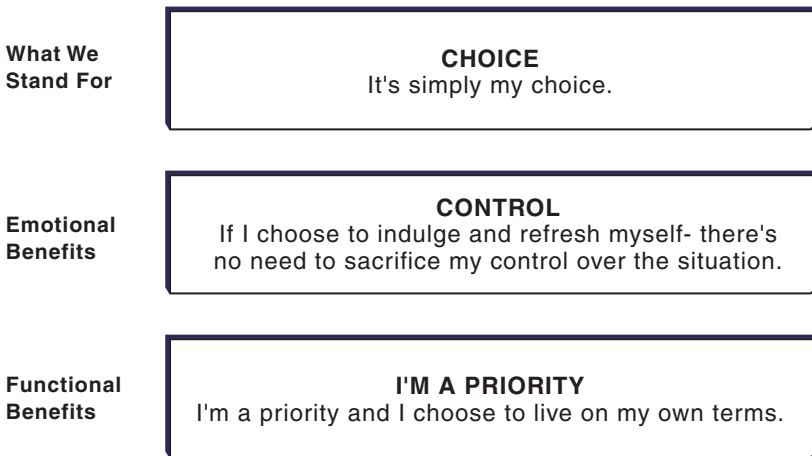 What We
Stand For
CHOICE
It's simply my choice.
Emotional
Benefits
CONTROL
If I choose to indulge and refresh myself- there's
no need to sacrifice my control over the situation.
Functional
Benefits
I'M A PRIORITY
I'm a priority and I choose to live on my own terms.